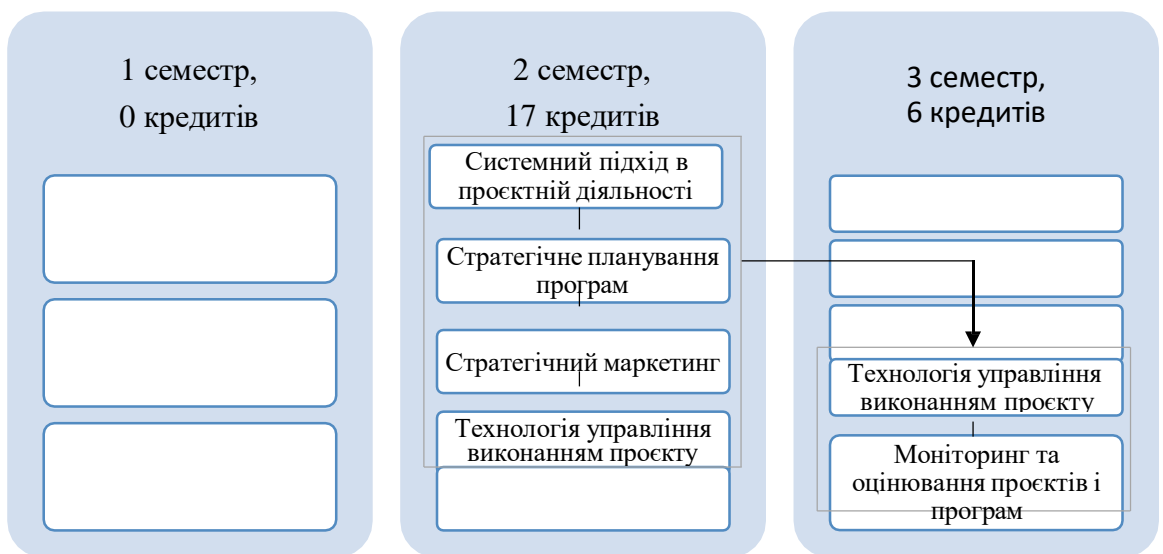 1 семестр,
0 кредитів
2 семестр,
17 кредитів
Системний підхід в
проєктній діяльності
Стратегічне планування
програм
Стратегічний маркетинг
Технологія управління
виконанням проєкту
3 семестр,
6 кредитів
Технологія управління
виконанням проєкту
Моніторинг та
оцінювання проєктів і
програм